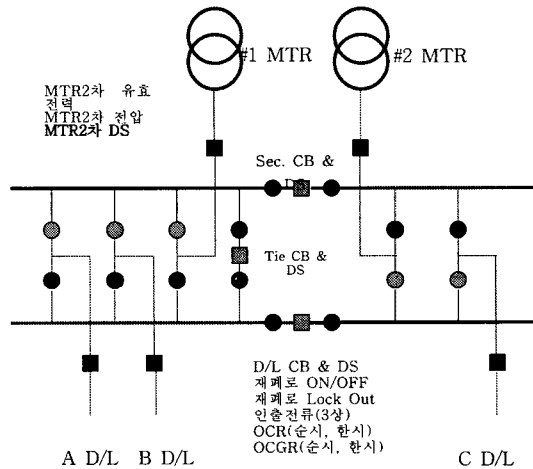 #1 MTR
#2 MTR
MTR2차 유효
전력
MTR2차 전압
MTR2차 DS
Sec. CB &
DS
Tie CB &
DS
D/L CB & DS
재폐로 ON/OFF
재폐로 Lock Out
인출전류(3상)
OCR(순시, 한시)
OCGR(순시, 한시)
A D/L B D/L C D/L